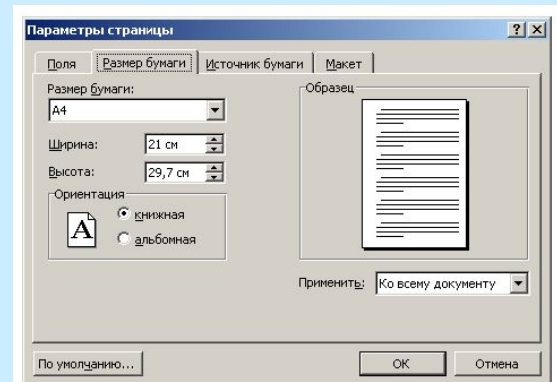 Параметры страницы
Поля Размер бумаги Источник бумаги Макет
Размер бумаги:
A4
Ширина: 21 см
Высота: 29,7 см
Ориентация
A
книжная
альбомная
Образец
Применить: Ко всему документу
По умолчанию... ОК Отмена